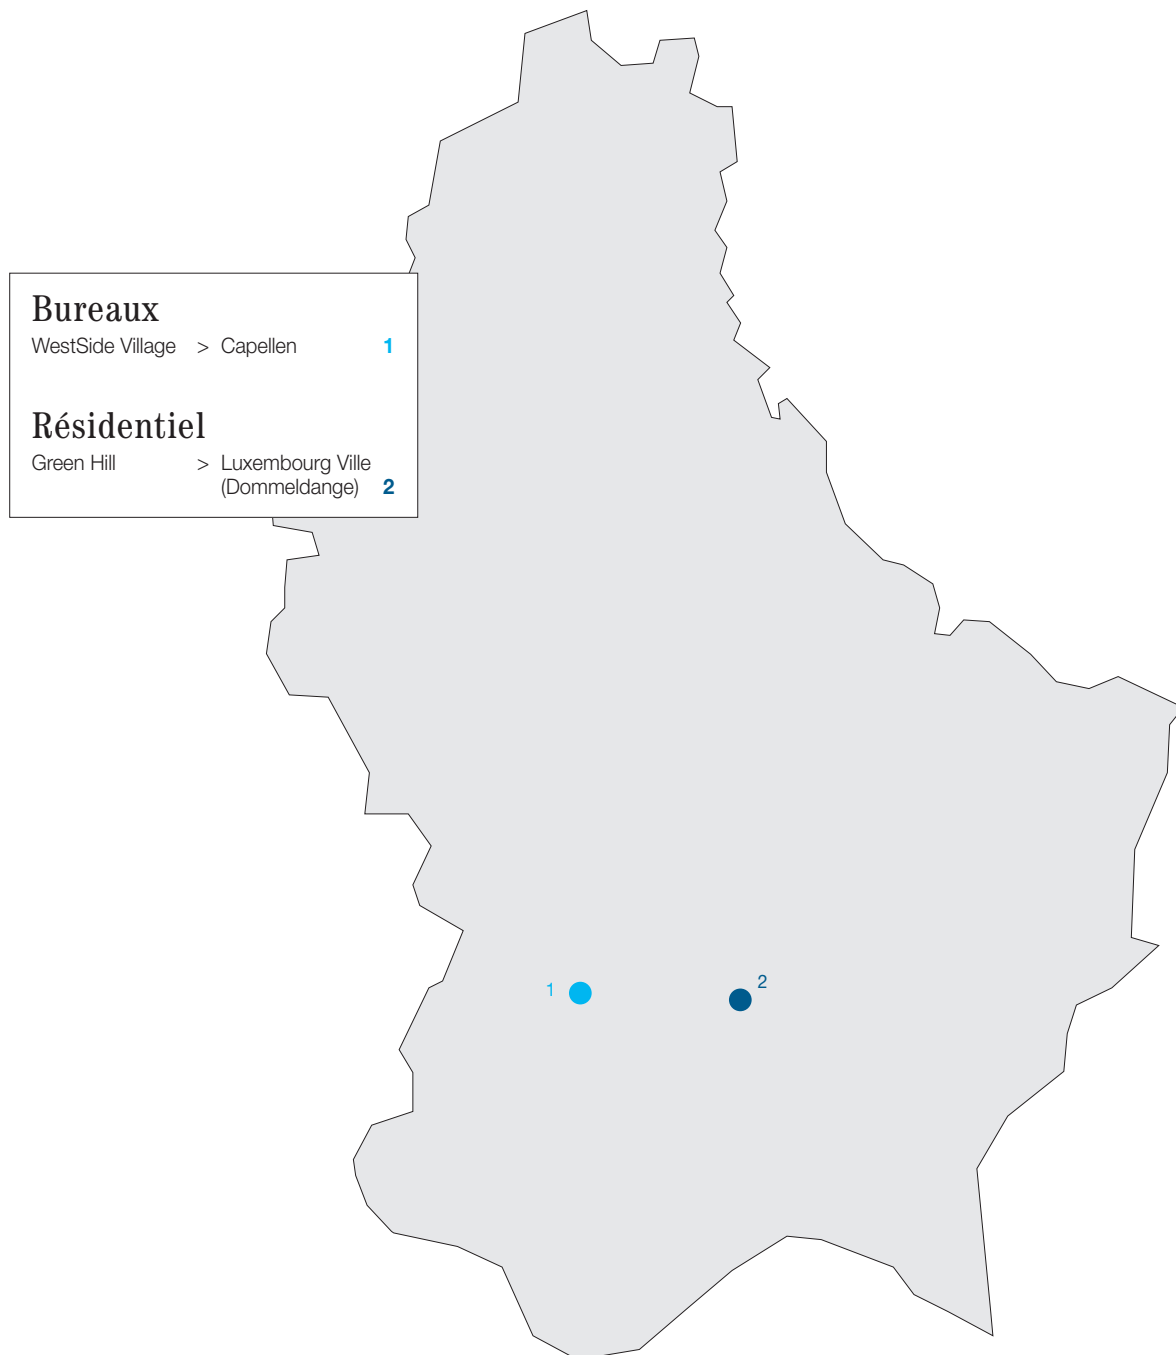 Bureaux
WestSide Village > Capellen 1
Résidentiel
Green Hill > Luxembourg Ville
(Dommeldange) 2
1
2